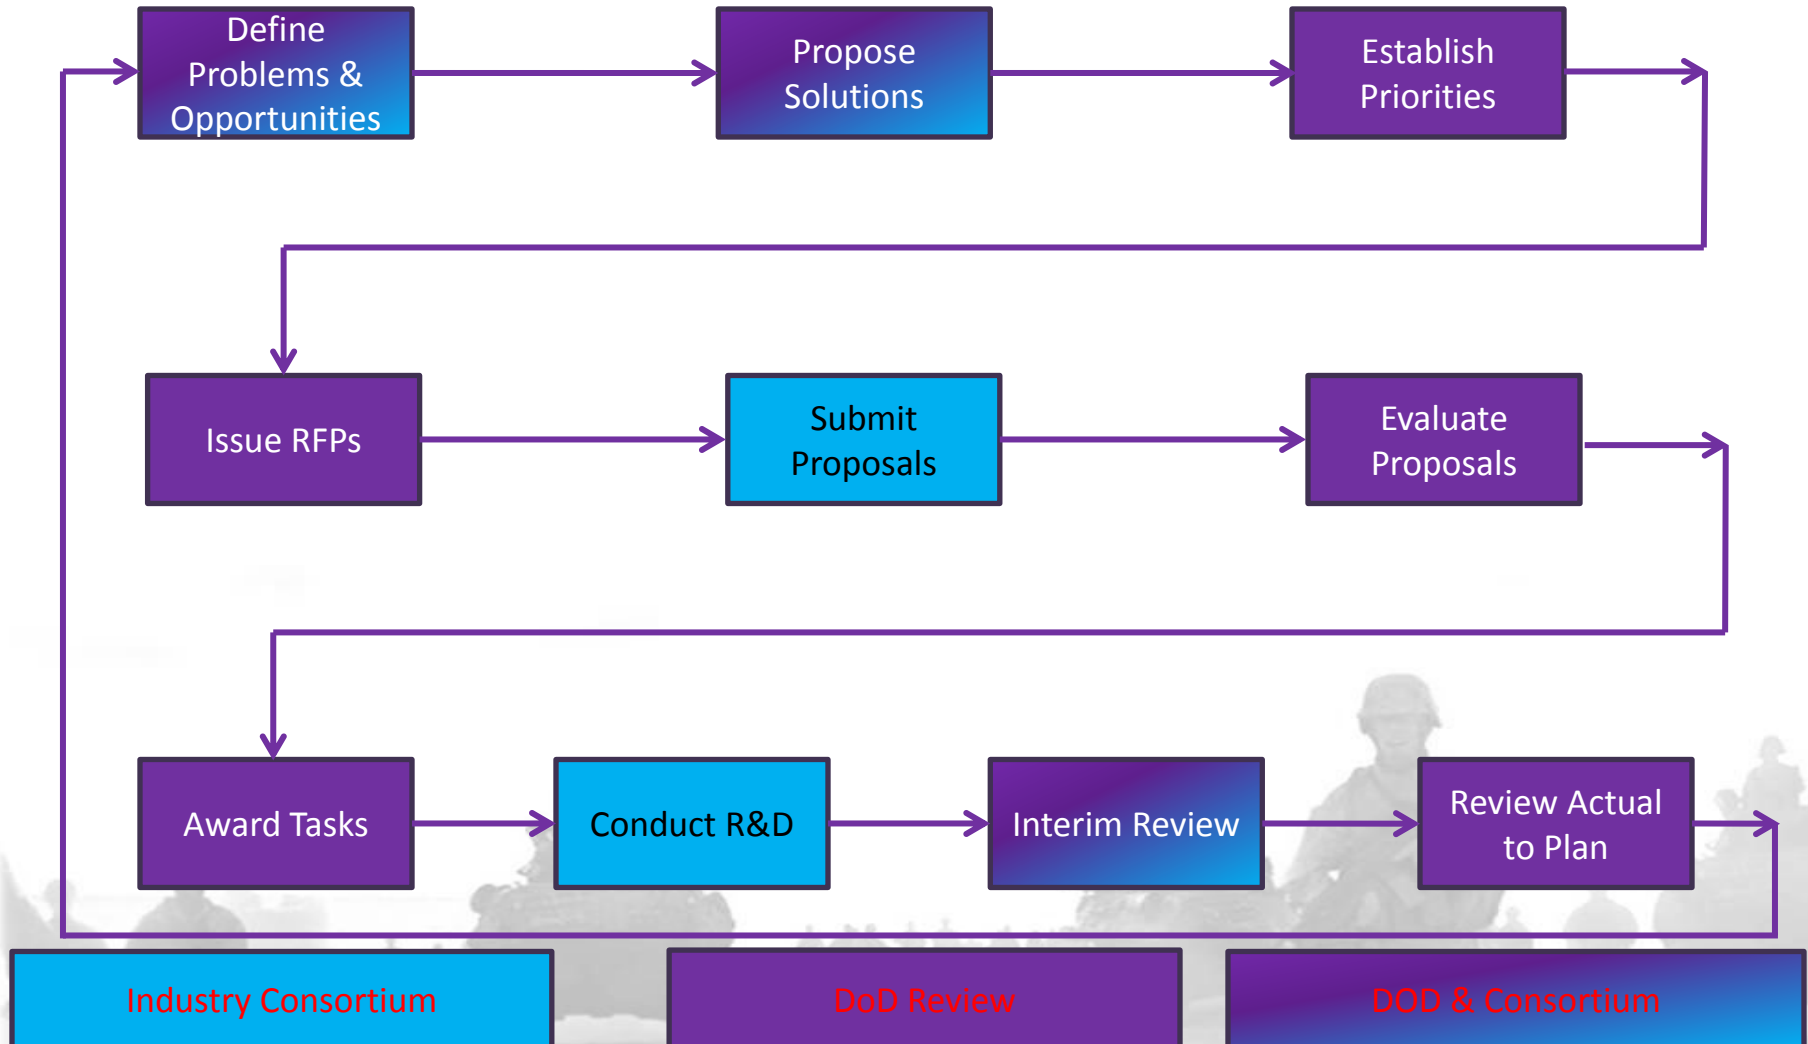 Define
Problems &
Opportunities
Propose
Solutions
Establish
Priorities
Issue RFPs
Submit
Proposals
Evaluate
Proposals
Award Tasks
Conduct R&D
Interim Review
Review Actual
to Plan
Industry Consortium
DoD Review
DOD & Consortium